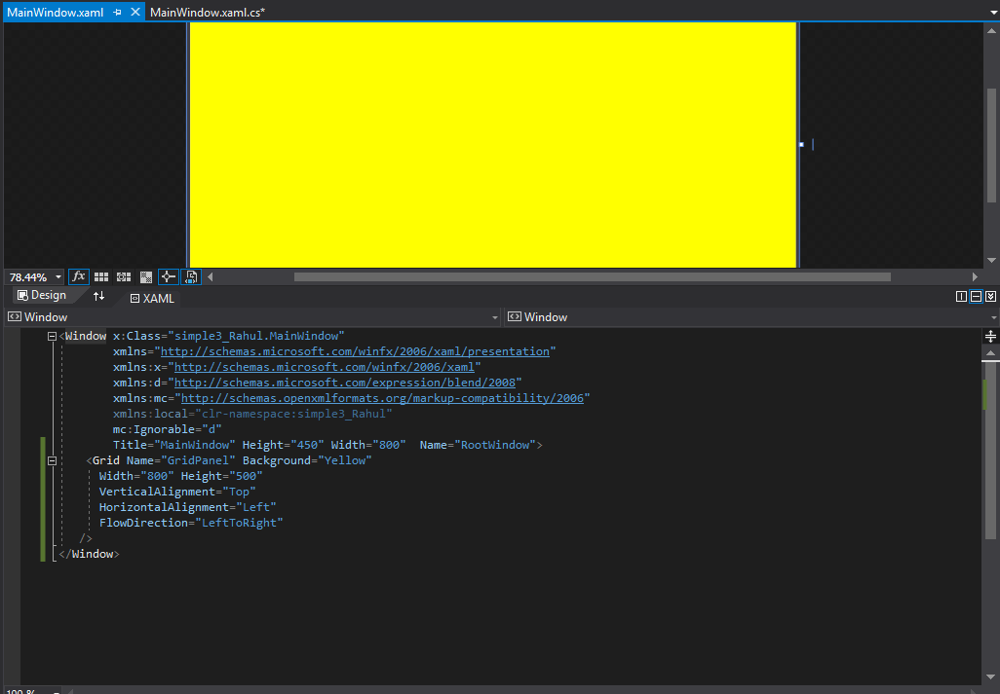 MainWindow.xaml MainWindow.xaml.cs*
78.44% fx
Design XAML
Window Window
<Window x:Class="simple3_Rahul.MainWindow"
xmlns="http://schemas.microsoft.com/winfx/2006/xaml/presentation"
xmlns:x="http://schemas.microsoft.com/winfx/2006/xaml"
xmlns:d="http://schemas.microsoft.com/expression/blend/2008"
xmlns:mc="http://schemas.openxmlformats.org/markup-compatibility/2006"
xmlns:local="clr-namespace:simple3_Rahul"
mc:Ignorable="d"
Title="MainWindow" Height="450" Width="800"  Name="RootWindow">
<Grid Name="GridPanel" Background="Yellow"
Width="800" Height="500"
VerticalAlignment="Top"
HorizontalAlignment="Left"
FlowDirection="LeftToRight"
/>
</Window>
100 %